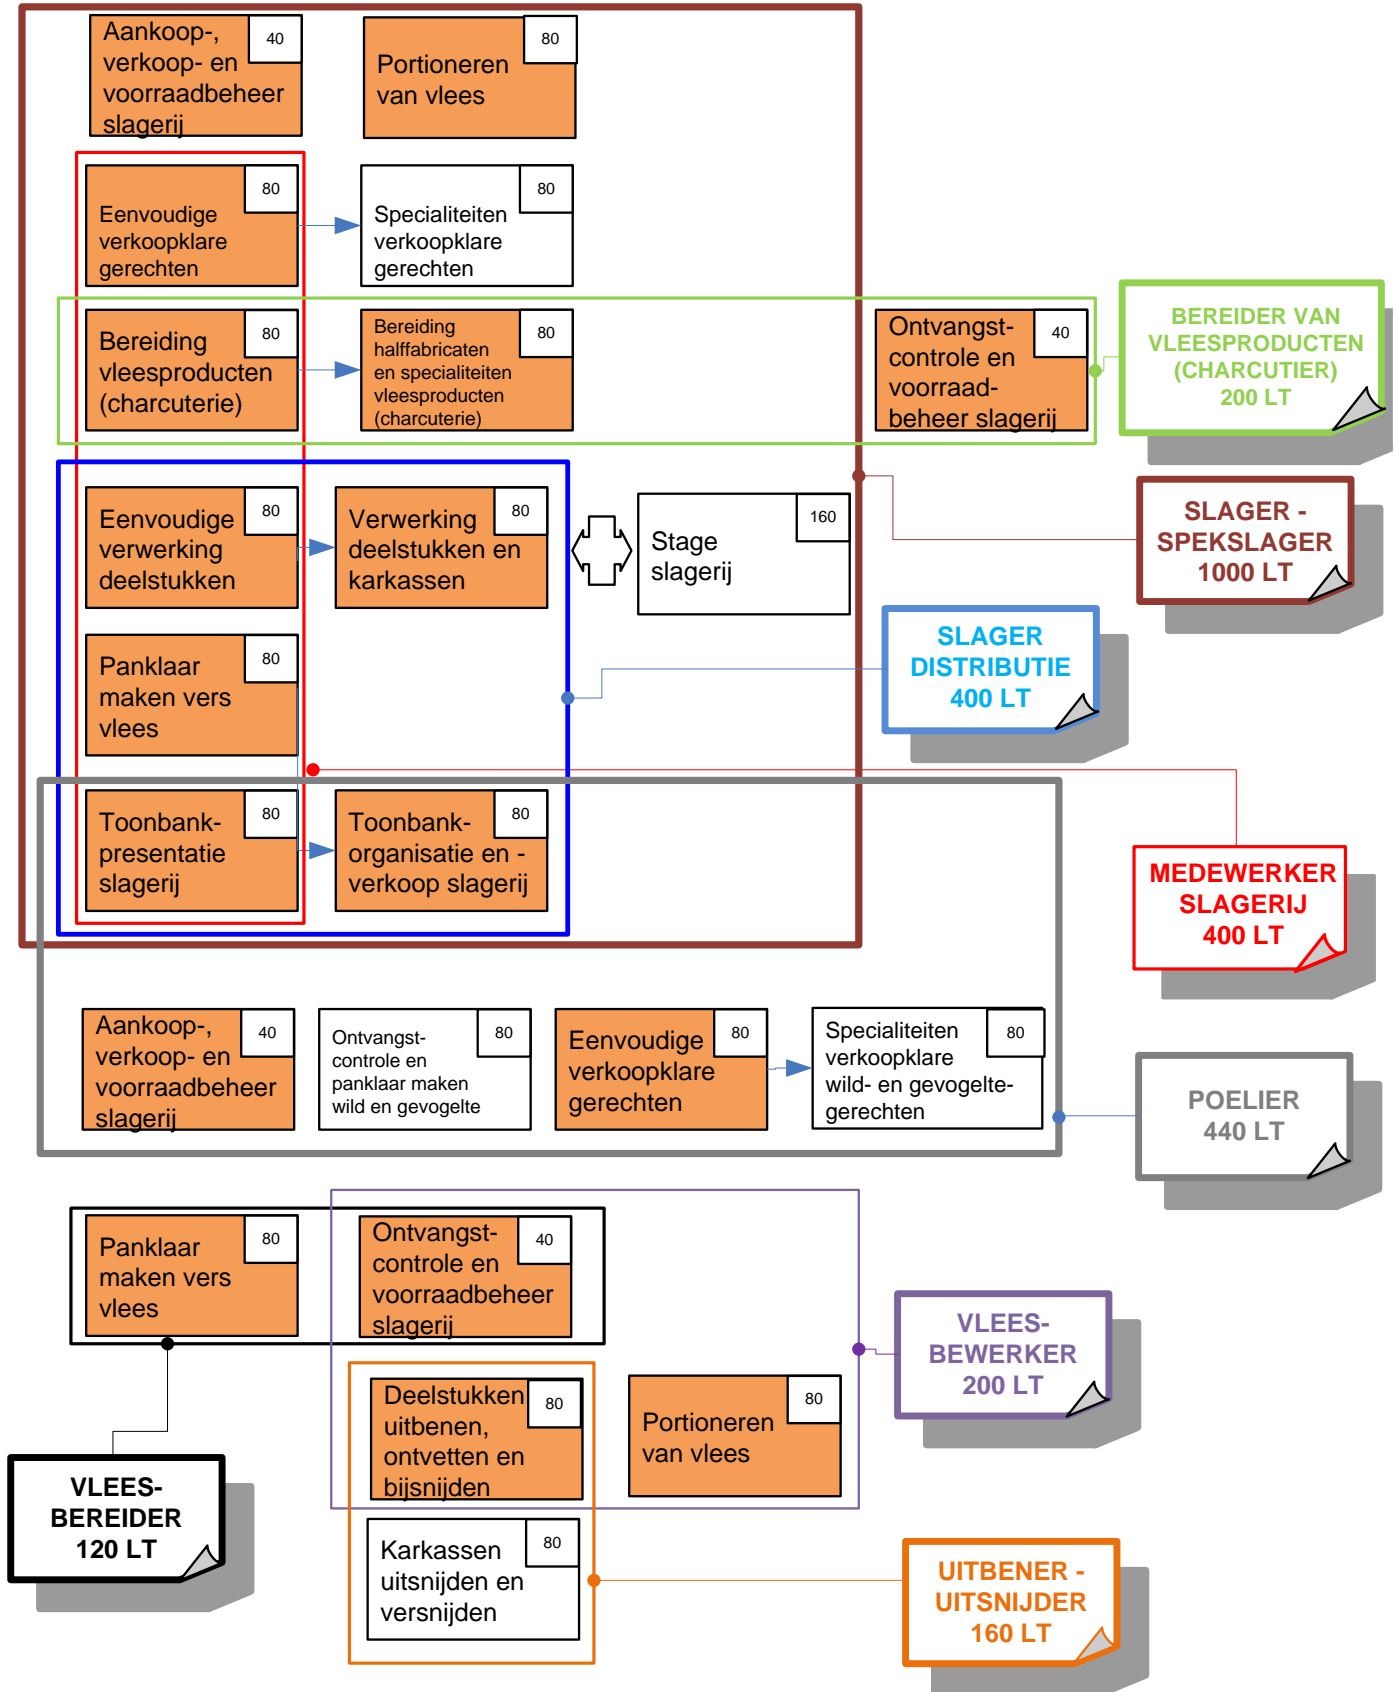 Aankoop-,
verkoop- en
voorraadbeheer
slagerij
40
Portioneren
van vlees
80
Eenvoudige
verkoopklare
gerechten
80
Specialiteiten
verkoopklare
gerechten
80
Bereiding
vleesproducten
(charcuterie)
80
Bereiding
halffabricaten
en specialiteiten
vleesproducten
(charcuterie)
80
Ontvangst-
controle en
voorraad-
beheer slagerij
40
BEREIDER VAN
VLEESPRODUCTEN
(CHARCUTIER)
200 LT
Eenvoudige
verwerking
deelstukken
80
Verwerking
deelstukken en
karkassen
80
Stage
slagerij
160
SLAGER -
SPEKSLAGER
1000 LT
Panklaar
maken vers
vlees
80
SLAGER
DISTRIBUTIE
400 LT
Toonbank-
presentatie
slagerij
80
Toonbank-
organisatie en -
verkoop slagerij
80
MEDEWERKER
SLAGERIJ
400 LT
Aankoop-,
verkoop- en
voorraadbeheer
slagerij
40
Ontvangst-
controle en
panklaar maken
wild en gevogelte
80
Eenvoudige
verkoopklare
gerechten
80
Specialiteiten
verkoopklare
wild- en gevogelte-
gerechten
80
POELIER
440 LT
Panklaar
maken vers
vlees
80
Ontvangst-
controle en
voorraadbeheer
slagerij
40
VLEES-
BEWERKER
200 LT
Deelstukken
uitbenen,
ontvetten en
bijsnijden
80
Portioneren
van vlees
80
VLEES-
BEREIDER
120 LT
Karkassen
uitsnijden en
versnijden
80
UITBENER -
UITSNIJDER
160 LT